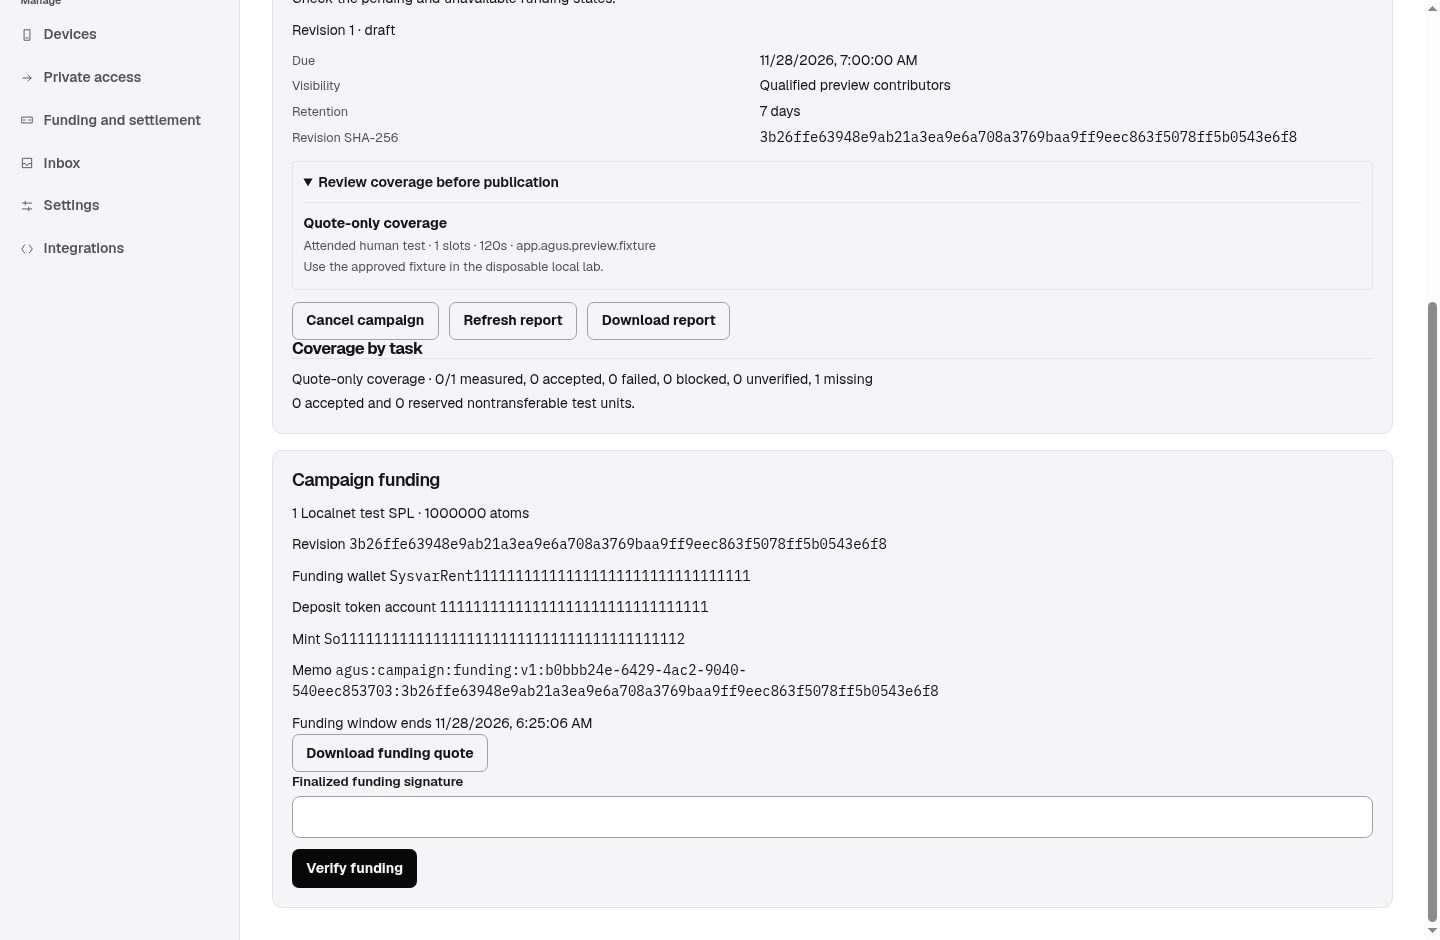 Manage
Devices
Private access
Funding and settlement
Inbox
Settings
Integrations
Check the pending and unavailable funding states.
Revision 1 · draft
Due 11/28/2026, 7:00:00 AM
Visibility Qualified preview contributors
Retention 7 days
Revision SHA-256 3b26ffe63948e9ab21a3ea9e6a708a3769baa9ff9eec863f5078ff5b0543e6f8
▼ Review coverage before publication
Quote-only coverage
Attended human test · 1 slots · 120s · app.agus.preview.fixture
Use the approved fixture in the disposable local lab.
Cancel campaign Refresh report Download report
Coverage by task
Quote-only coverage · 0/1 measured, 0 accepted, 0 failed, 0 blocked, 0 unverified, 1 missing
0 accepted and 0 reserved nontransferable test units.
Campaign funding
1 Localnet test SPL · 1000000 atoms
Revision 3b26ffe63948e9ab21a3ea9e6a708a3769baa9ff9eec863f5078ff5b0543e6f8
Funding wallet SysvarRent111111111111111111111111111111111
Deposit token account 11111111111111111111111111111111
Mint So11111111111111111111111111111111111111112
Memo agus:campaign:funding:v1:b0bbb24e-6429-4ac2-9040-
540eec853703:3b26ffe63948e9ab21a3ea9e6a708a3769baa9ff9eec863f5078ff5b0543e6f8
Funding window ends 11/28/2026, 6:25:06 AM
Download funding quote
Finalized funding signature
Verify funding